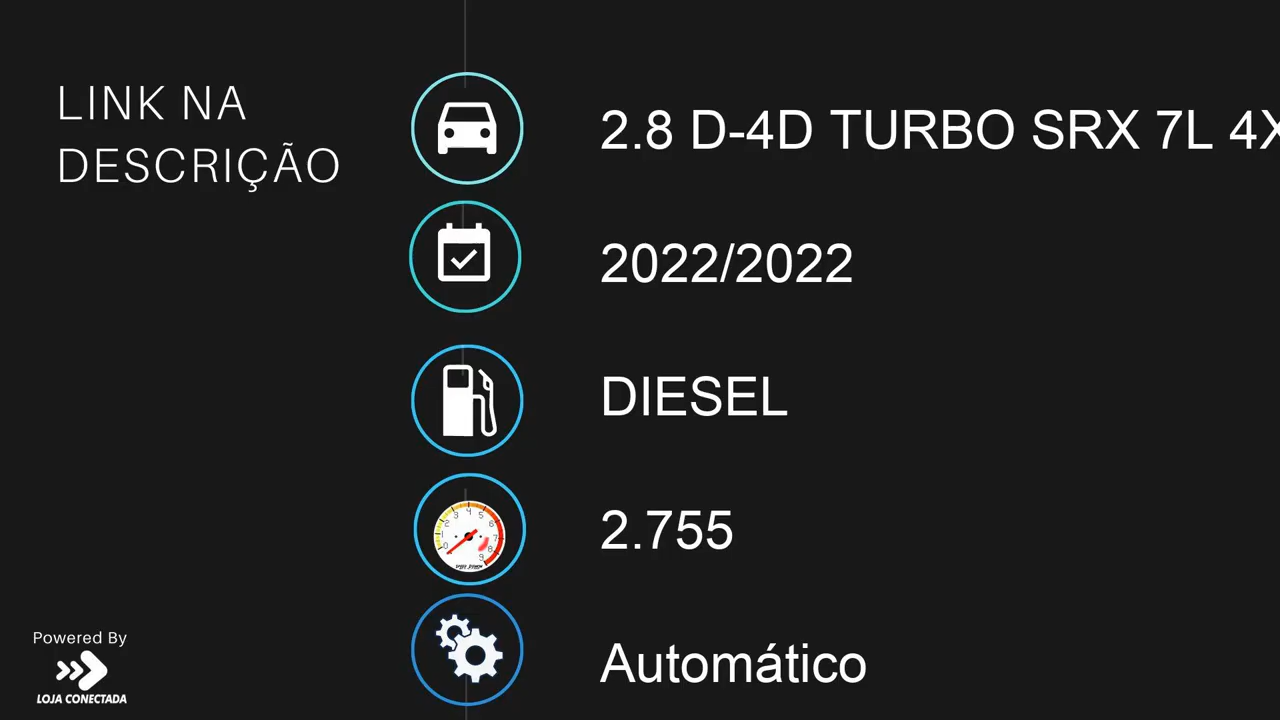 LINK NA
DESCRIÇÃO
2.8 D-4D TURBO SRX 7L 4X
2022/2022
DIESEL
2.755
Automático
Powered By
LOJA CONECTADA